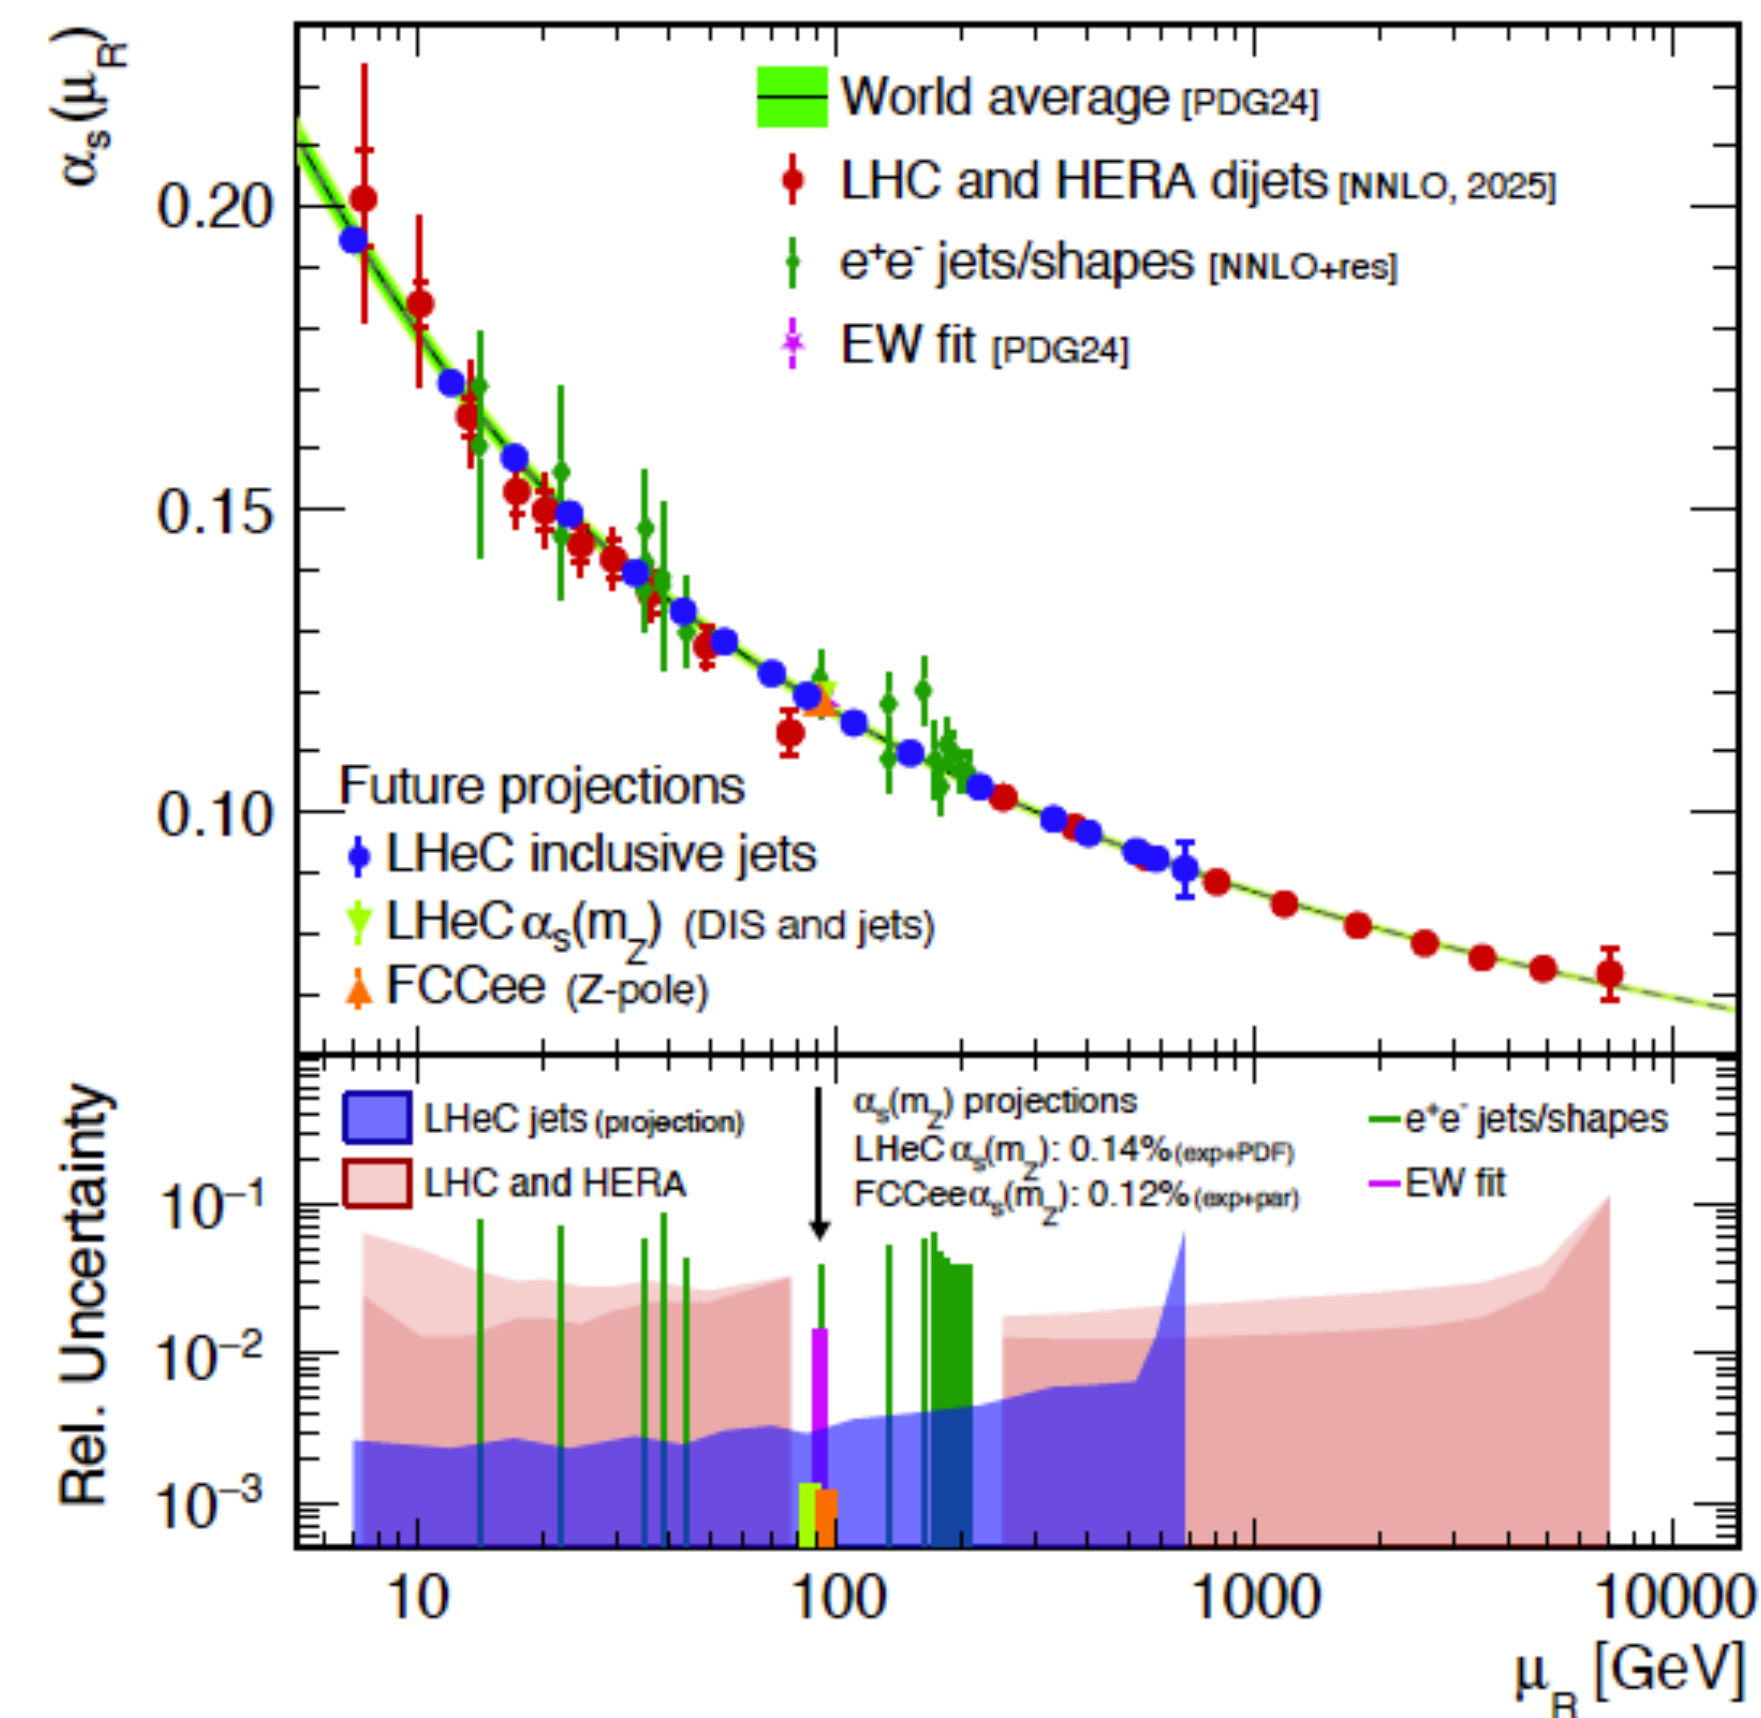 αs(μR)
World average [PDG24]
LHC and HERA dijets [NNLO, 2025]
e+e- jets/shapes [NNLO+res]
EW fit [PDG24]
0.20
0.15
0.10
Future projections
LHeC inclusive jets
LHeC αs(mZ) (DIS and jets)
FCCee (Z-pole)
Rel. Uncertainty
LHeC jets (projection)
LHC and HERA
αs(mZ) projections
LHeC αs(mZ): 0.14% (exp+PDF)
FCCee αs(mZ): 0.12% (exp+par)
e+e- jets/shapes
EW fit
10−1
10−2
10−3
10 100 1000 10000
μR [GeV]